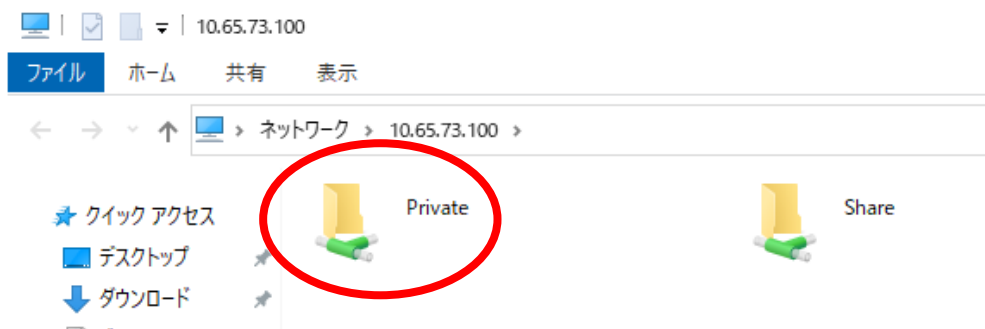 10.65.73.100
ファイル ホーム 共有 表示
ネットワーク > 10.65.73.100 >
クイック アクセス
デスクトップ
ダウンロード
Private
Share